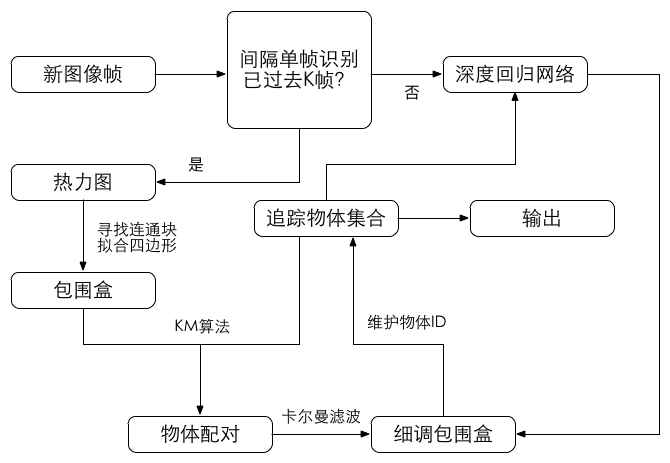 新图像帧
间隔单帧识别
已过去K帧?
深度回归网络
否
是
热力图
追踪物体集合
输出
寻找连通块
拟合四边形
包围盒
KM算法
维护物体ID
物体配对
卡尔曼滤波
细调包围盒